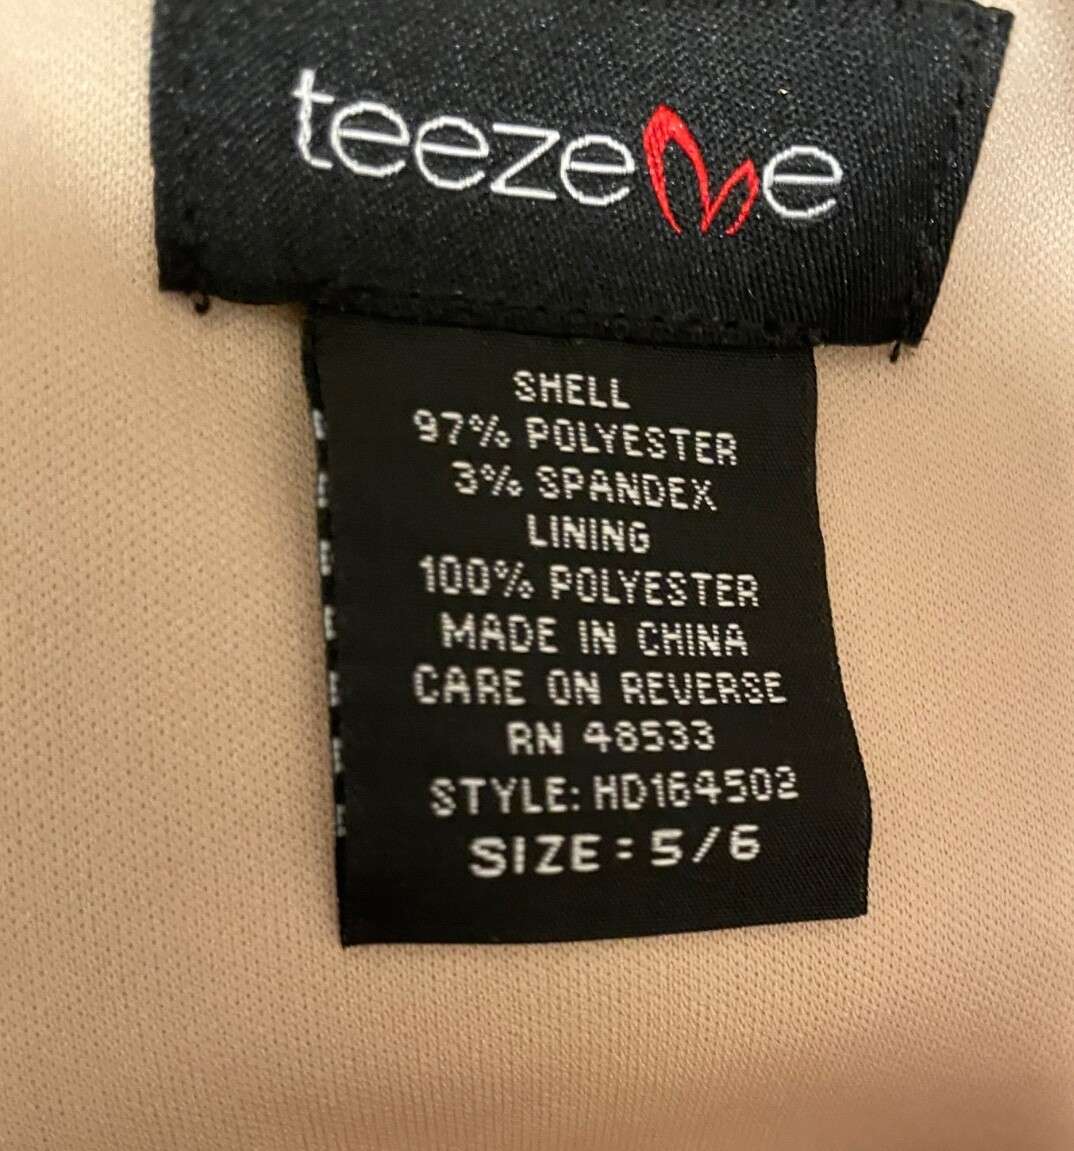 teezeMe
SHELL
97% POLYESTER
3% SPANDEX
LINING
100% POLYESTER
MADE IN CHINA
CARE ON REVERSE
RN 48533
STYLE: HD164502
SIZE: 5/6